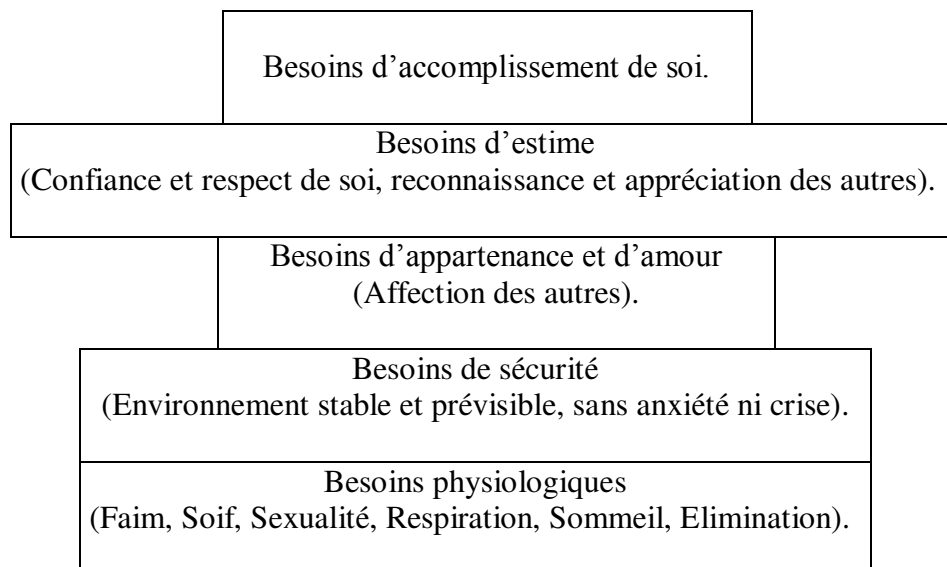 Besoins d’accomplissement de soi.
Besoins d’estime
(Confiance et respect de soi, reconnaissance et appréciation des autres).
Besoins d’appartenance et d’amour
(Affection des autres).
Besoins de sécurité
(Environnement stable et prévisible, sans anxiété ni crise).
Besoins physiologiques
(Faim, Soif, Sexualité, Respiration, Sommeil, Elimination).